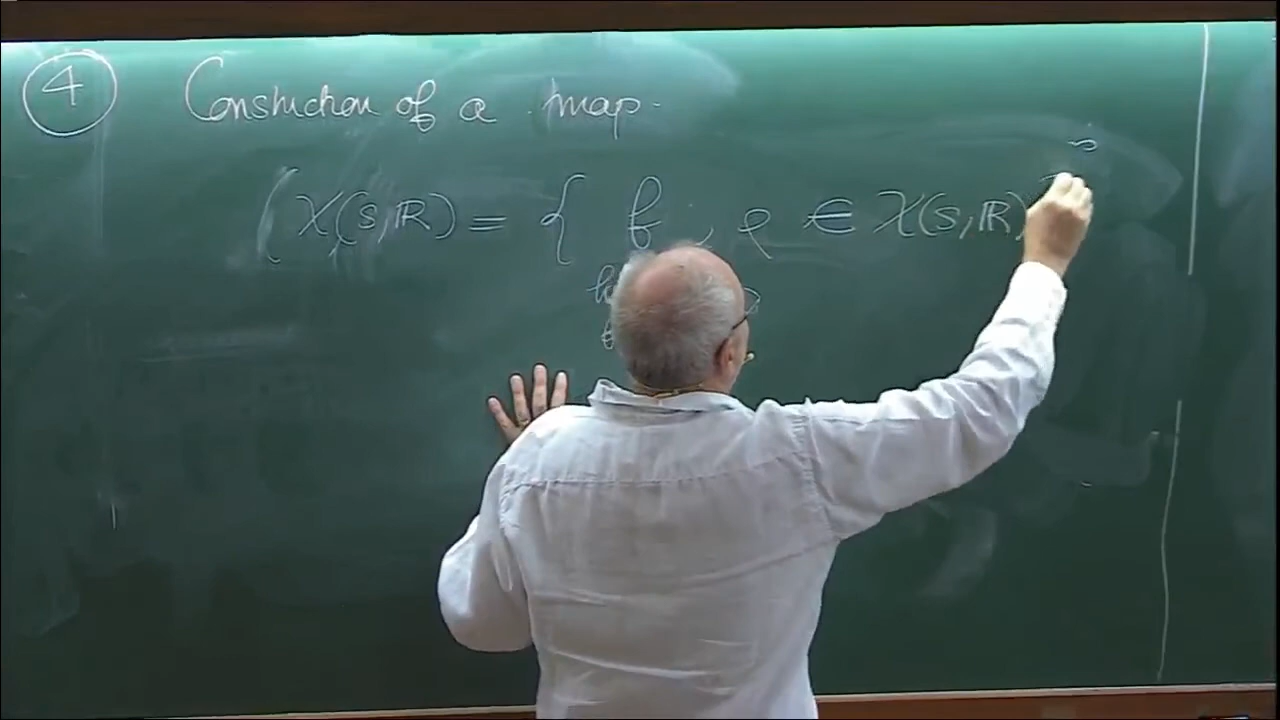 ④ Construction of a map.
( χ(S,ℝ) = { f , ρ ∈ χ(S,ℝ)